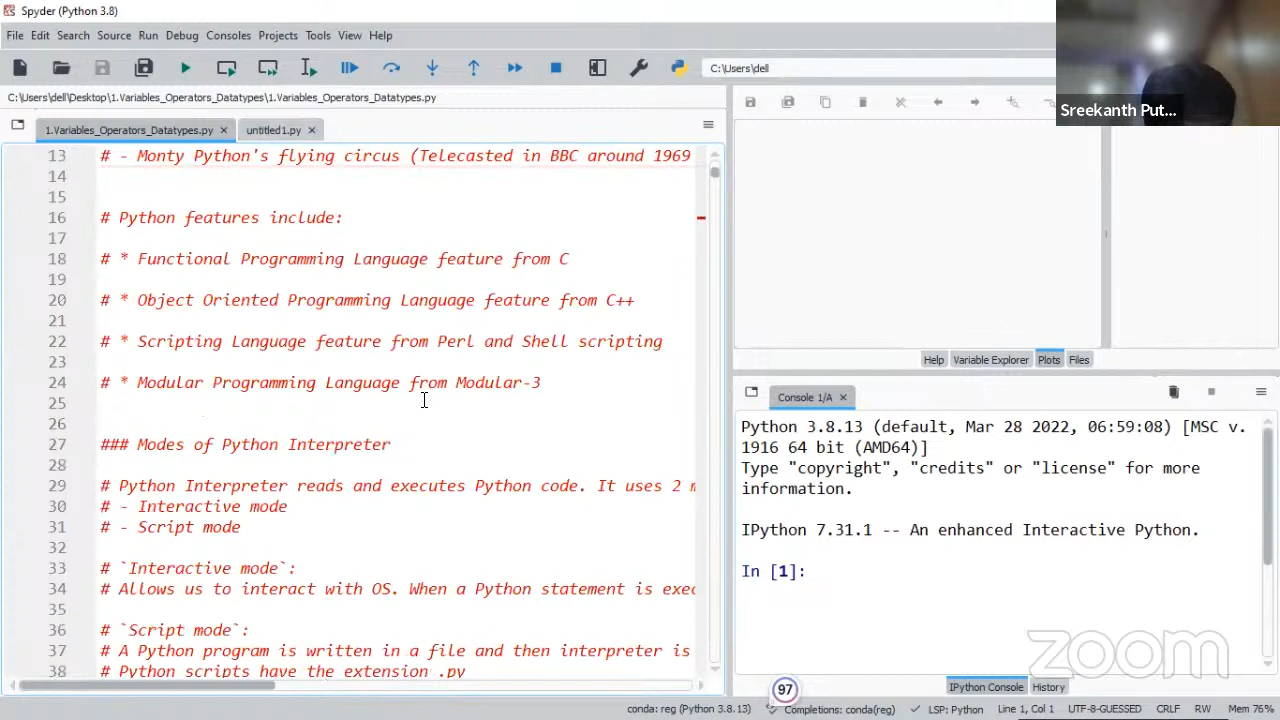 Spyder (Python 3.8)
File Edit Search Source Run Debug Consoles Projects Tools View Help
C:\Users\dell
C:\Users\dell\Desktop\1.Variables_Operators_Datatypes\1.Variables_Operators_Datatypes.py
Sreekanth Put...
1.Variables_Operators_Datatypes.py untitled1.py
13 # - Monty Python's flying circus (Telecasted in BBC around 1969
14
15
16 # Python features include:
17
18 # * Functional Programming Language feature from C
19
20 # * Object Oriented Programming Language feature from C++
21
22 # * Scripting Language feature from Perl and Shell scripting
23
24 # * Modular Programming Language from Modular-3
25
26
27 ### Modes of Python Interpreter
28
29 # Python Interpreter reads and executes Python code. It uses 2 m
30 # - Interactive mode
31 # - Script mode
32
33 # `Interactive mode`:
34 # Allows us to interact with OS. When a Python statement is exec
35
36 # `Script mode`:
37 # A Python program is written in a file and then interpreter is
38 # Python scripts have the extension .py
Help Variable Explorer Plots Files
Console 1/A
Python 3.8.13 (default, Mar 28 2022, 06:59:08) [MSC v.
1916 64 bit (AMD64)]
Type "copyright", "credits" or "license" for more
information.
IPython 7.31.1 -- An enhanced Interactive Python.
In [1]:
zoom
97
IPython Console History
conda: reg (Python 3.8.13) Completions: conda(reg) LSP: Python Line 1, Col 1 UTF-8-GUESSED CRLF RW Mem 76%